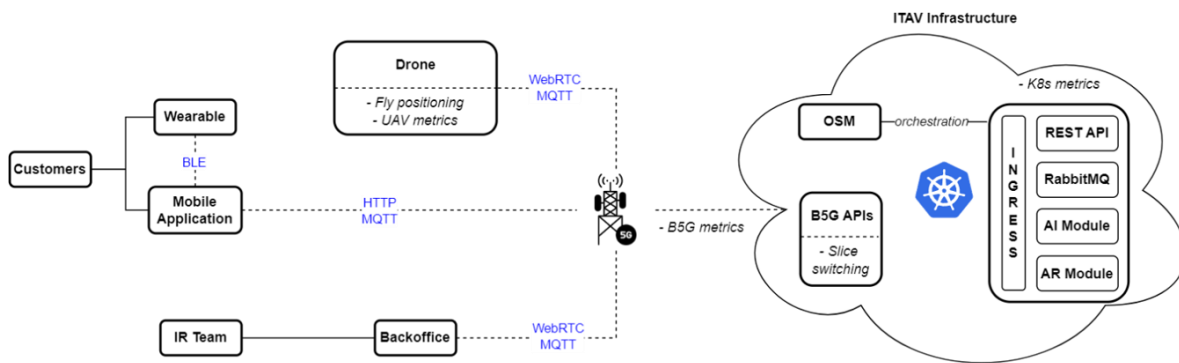 ITAV Infrastructure
Drone
- Fly positioning
- UAV metrics
WebRTC
MQTT
- K8s metrics
Wearable
OSM
orchestration
INGRESS
REST API
RabbitMQ
AI Module
AR Module
Customers
BLE
Mobile
Application
HTTP
MQTT
5G
- B5G metrics
B5G APIs
- Slice
switching
IR Team
Backoffice
WebRTC
MQTT